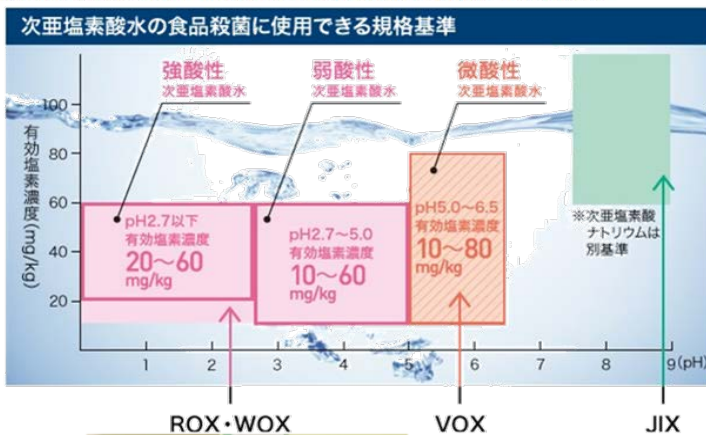 次亜塩素酸水の食品殺菌に使用できる規格基準
強酸性
次亜塩素酸水
弱酸性
次亜塩素酸水
微酸性
次亜塩素酸水
有効塩素濃度(mg/kg)
100
80
60
40
20
pH2.7以下
有効塩素濃度
20〜60
mg/kg
pH2.7〜5.0
有効塩素濃度
10〜60
mg/kg
pH5.0〜6.5
有効塩素濃度
10〜80
mg/kg
※次亜塩素酸
ナトリウムは
別基準
1 2 3 4 5 6 7 8 9(pH)
ROX・WOX VOX JIX